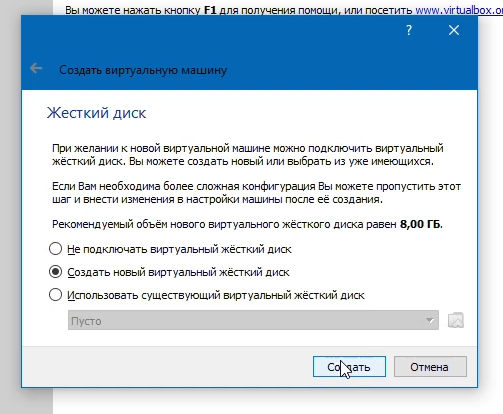 Вы можете нажать кнопку F1 для получения помощи, или посетить www.virtualbox.or
?
Создать виртуальную машину
Жесткий диск
При желании к новой виртуальной машине можно подключить виртуальный
жёсткий диск. Вы можете создать новый или выбрать из уже имеющихся.
Если Вам необходима более сложная конфигурация Вы можете пропустить этот
шаг и внести изменения в настройки машины после её создания.
Рекомендуемый объём нового виртуального жёсткого диска равен 8,00 ГБ.
Не подключать виртуальный жёсткий диск
Создать новый виртуальный жёсткий диск
Использовать существующий виртуальный жёсткий диск
Пусто
Создать
Отмена